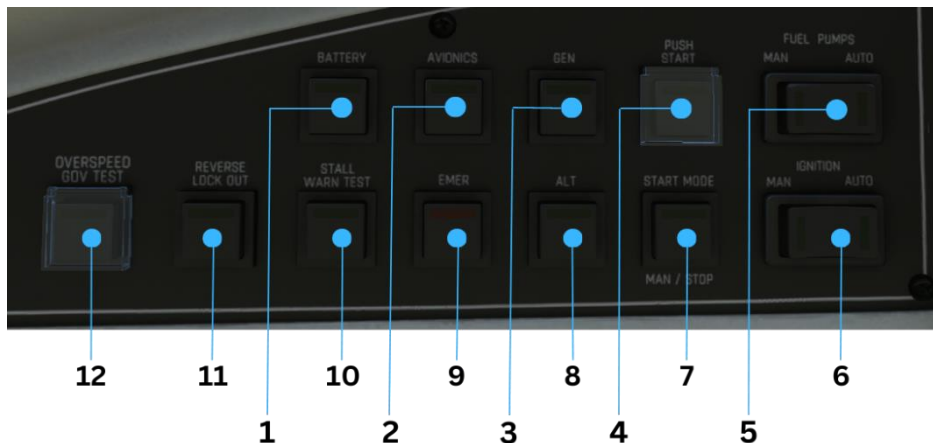 BATTERY
AVIONICS
GEN
PUSH
START
FUEL PUMPS
MAN AUTO
OVERSPEED
GOV TEST
REVERSE
LOCK OUT
STALL
WARN TEST
EMER
ALT
START MODE
MAN / STOP
IGNITION
MAN AUTO
12 11 10 9 8 7 6
1 2 3 4 5